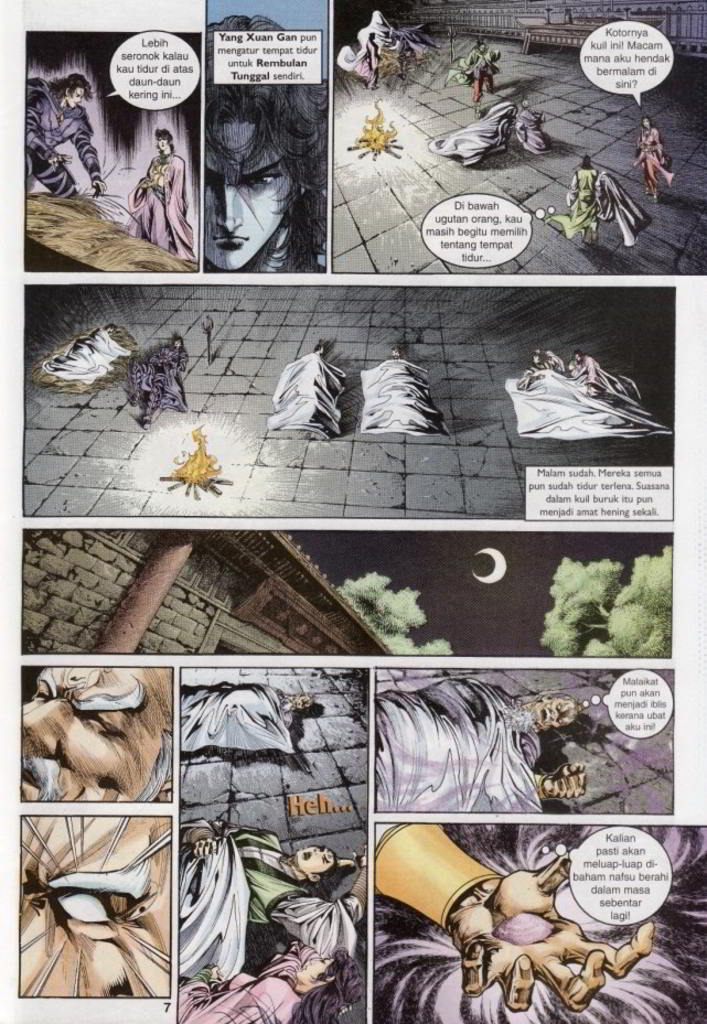 Lebih
seronok kalau
kau tidur di atas
daun-daun
kering ini...
Yang Xuan Gan pun
mengatur tempat tidur
untuk Rembulan
Tunggal sendiri.
Kotornya
kuil ini! Macam
mana aku hendak
bermalam di
sini?
Di bawah
ugutan orang, kau
masih begitu memilih
tentang tempat
tidur...
Malam sudah. Mereka semua
pun sudah tidur terlena. Suasana
dalam kuil buruk itu pun
menjadi amat hening sekali.
Heh...
Malaikat
pun akan
menjadi iblis
kerana ubat
aku ini!
Kalian
pasti akan
meluap-luap di-
baham nafsu berahi
dalam masa
sebentar
lagi!
7